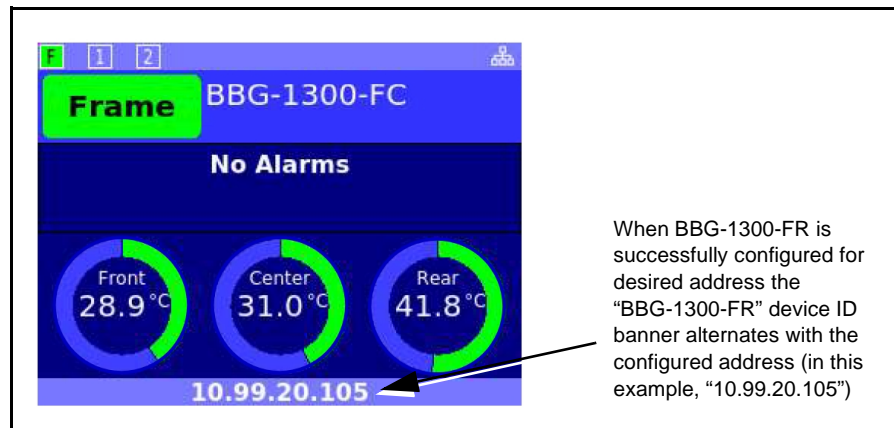 F 1 2
Frame BBG-1300-FC
No Alarms
Front Center Rear
28.9°C 31.0°C 41.8°C
10.99.20.105
When BBG-1300-FR is
successfully configured for
desired address the
“BBG-1300-FR” device ID
banner alternates with the
configured address (in this
example, “10.99.20.105”)